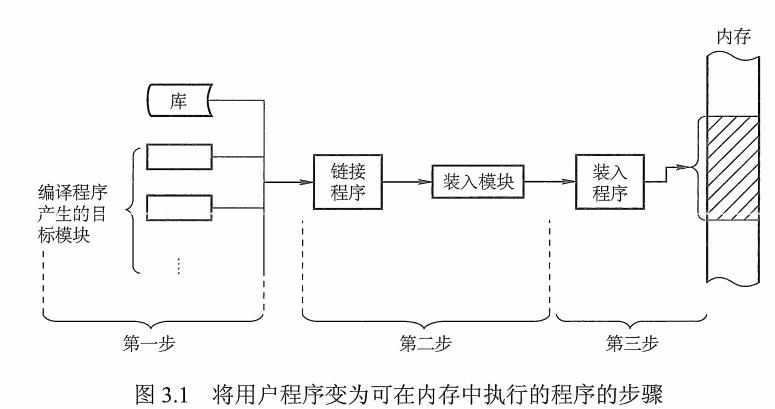 内存
库
编译程序
产生的目
标模块
链接
程序
装入模块
装入
程序
第一步
第二步
第三步
图 3.1 将用户程序变为可在内存中执行的程序的步骤